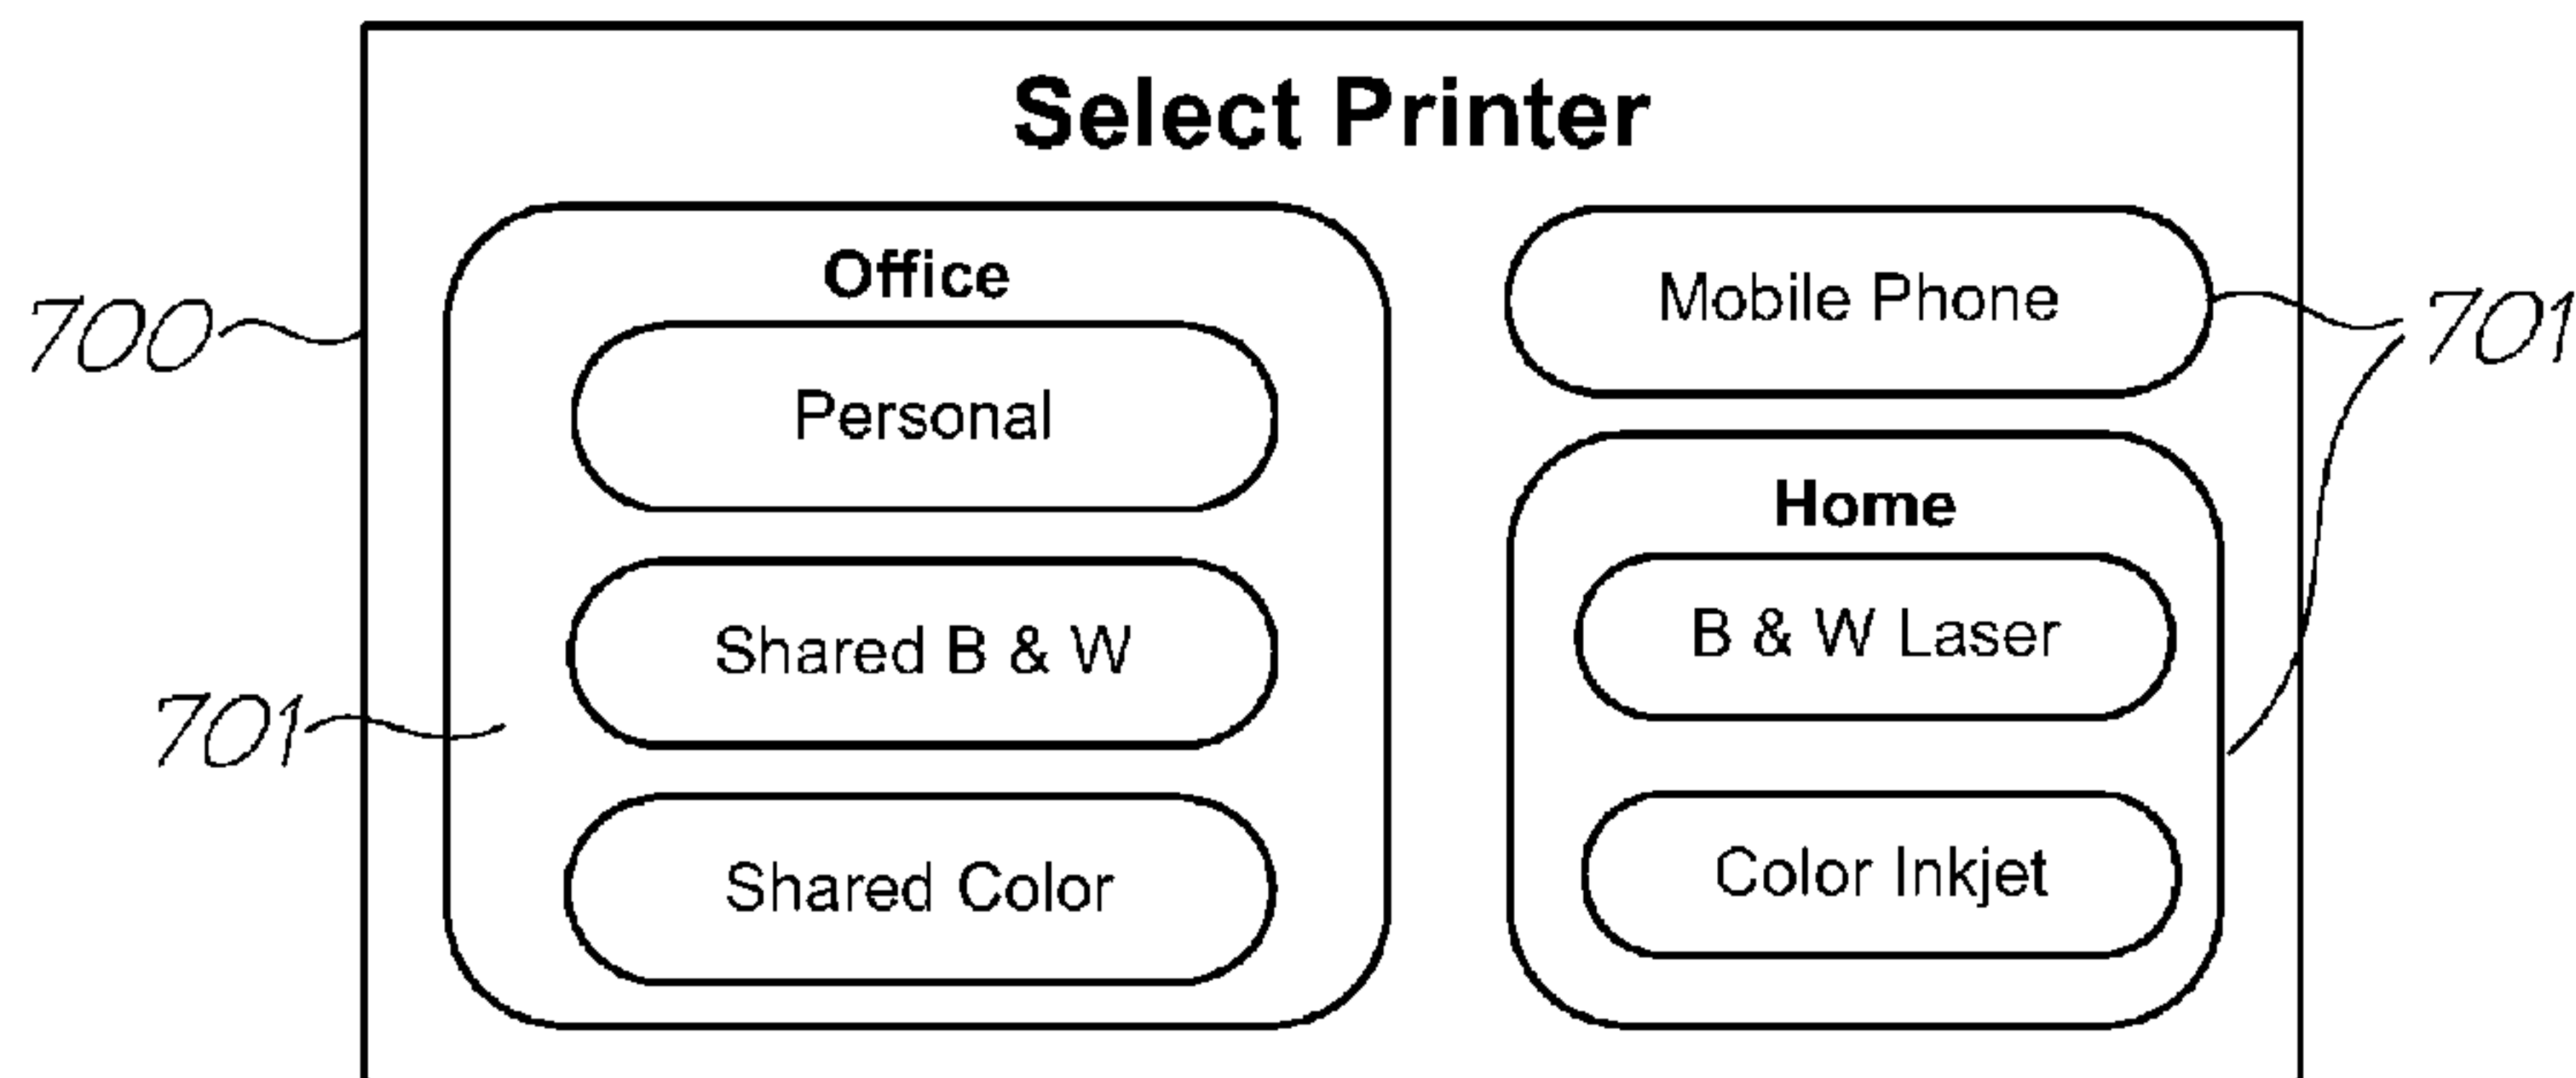 Select Printer
Office
Personal
Shared B & W
Shared Color
Mobile Phone
Home
B & W Laser
Color Inkjet
700
701
701